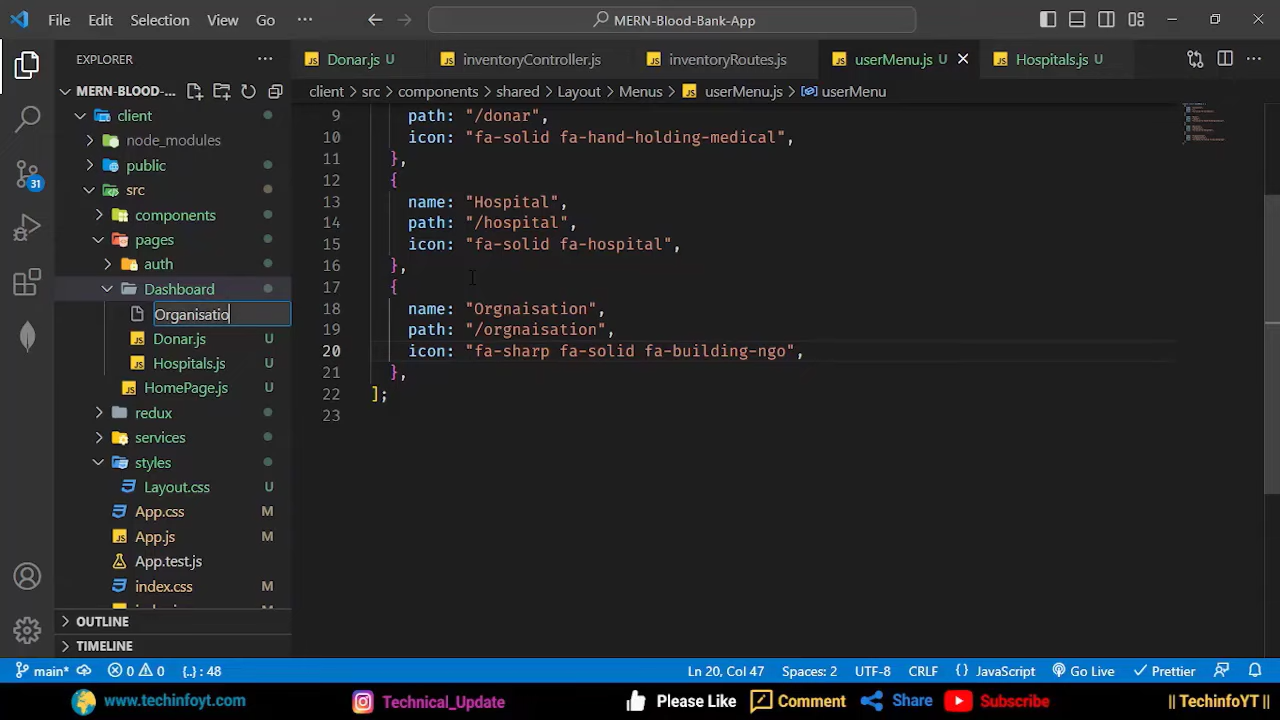 File Edit Selection View Go ··· MERN-Blood-Bank-App
EXPLORER ···
Donar.js U inventoryController.js inventoryRoutes.js userMenu.js U Hospitals.js U ···
MERN-BLOOD-...
client > src > components > shared > Layout > Menus > userMenu.js > userMenu
client
node_modules
public
src
components
pages
auth
Dashboard
Organisatio
Donar.js U
Hospitals.js U
HomePage.js U
redux
services
styles
Layout.css U
App.css M
App.js M
App.test.js
index.css M
OUTLINE
TIMELINE
31
9 path: "/donar",
10 icon: "fa-solid fa-hand-holding-medical",
11 },
12 {
13 name: "Hospital",
14 path: "/hospital",
15 icon: "fa-solid fa-hospital",
16 },
17 {
18 name: "Orgnaisation",
19 path: "/orgnaisation",
20 icon: "fa-sharp fa-solid fa-building-ngo",
21 },
22 ];
23
main* 0 0 {..} : 48 Ln 20, Col 47 Spaces: 2 UTF-8 CRLF {} JavaScript Go Live Prettier
www.techinfoyt.com Technical_Update Please Like Comment Share Subscribe || TechinfoYT ||